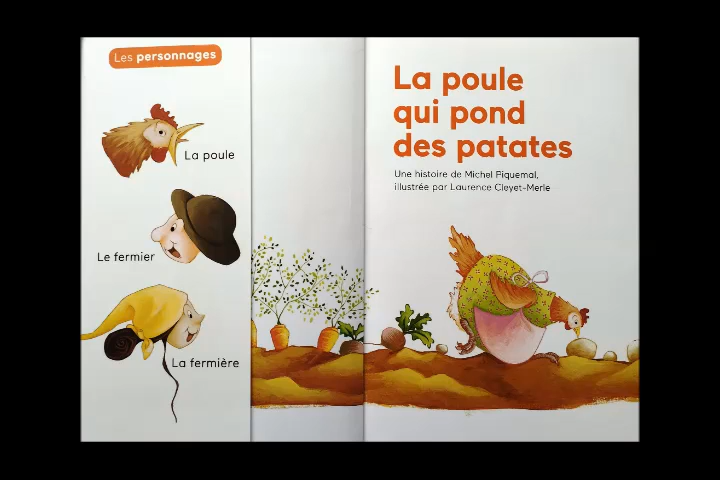 Les personnages
La poule
Le fermier
La fermière
La poule
qui pond
des patates
Une histoire de Michel Piquemal,
illustrée par Laurence Cleyet-Merle